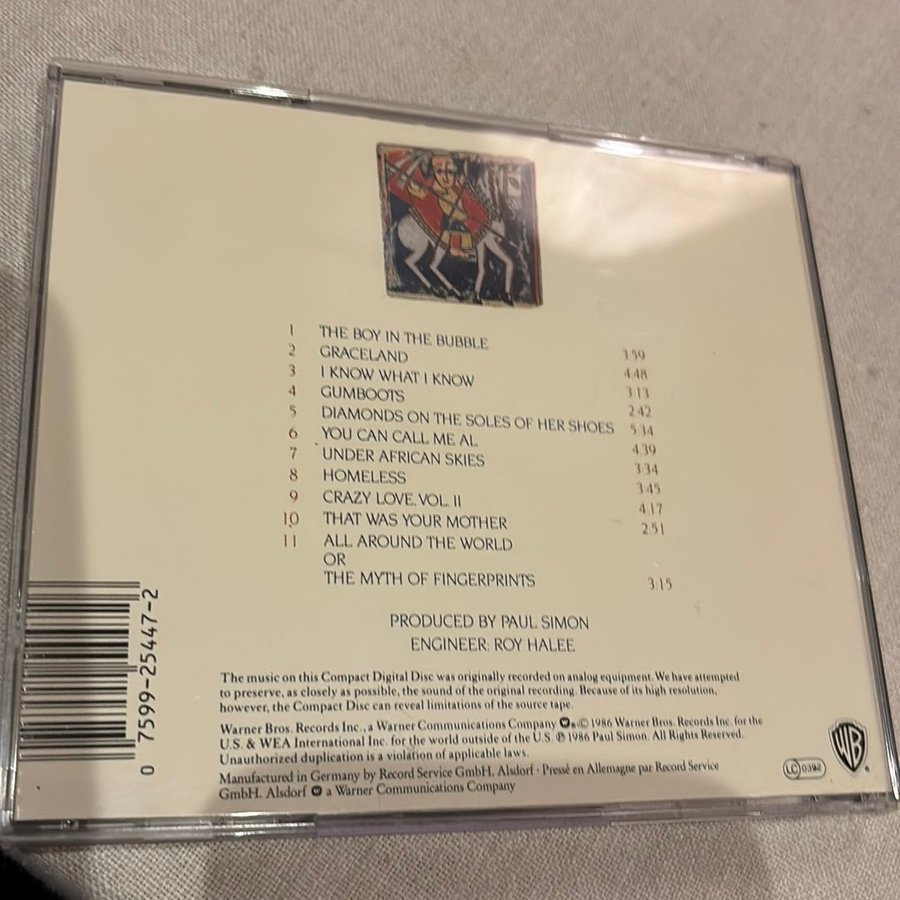 1 THE BOY IN THE BUBBLE 3:59
2 GRACELAND 4:48
3 I KNOW WHAT I KNOW 3:13
4 GUMBOOTS 2:42
5 DIAMONDS ON THE SOLES OF HER SHOES 5:34
6 YOU CAN CALL ME AL 4:39
7 UNDER AFRICAN SKIES 3:34
8 HOMELESS 3:45
9 CRAZY LOVE, VOL. II 4:17
10 THAT WAS YOUR MOTHER 2:51
11 ALL AROUND THE WORLD
OR
THE MYTH OF FINGERPRINTS 3:15
PRODUCED BY PAUL SIMON
ENGINEER: ROY HALEE
The music on this Compact Digital Disc was originally recorded on analog equipment. We have attempted
to preserve, as closely as possible, the sound of the original recording. Because of its high resolution,
however, the Compact Disc can reveal limitations of the source tape.
Warner Bros. Records Inc., a Warner Communications Company © 1986 Warner Bros. Records Inc. for the
U.S. & WEA International Inc. for the world outside of the U.S. ℗ 1986 Paul Simon. All Rights Reserved.
Unauthorized duplication is a violation of applicable laws.
Manufactured in Germany by Record Service GmbH. Alsdorf · Pressé en Allemagne par Record Service
GmbH. Alsdorf a Warner Communications Company
0 7599-25447-2
LC 0392
WB